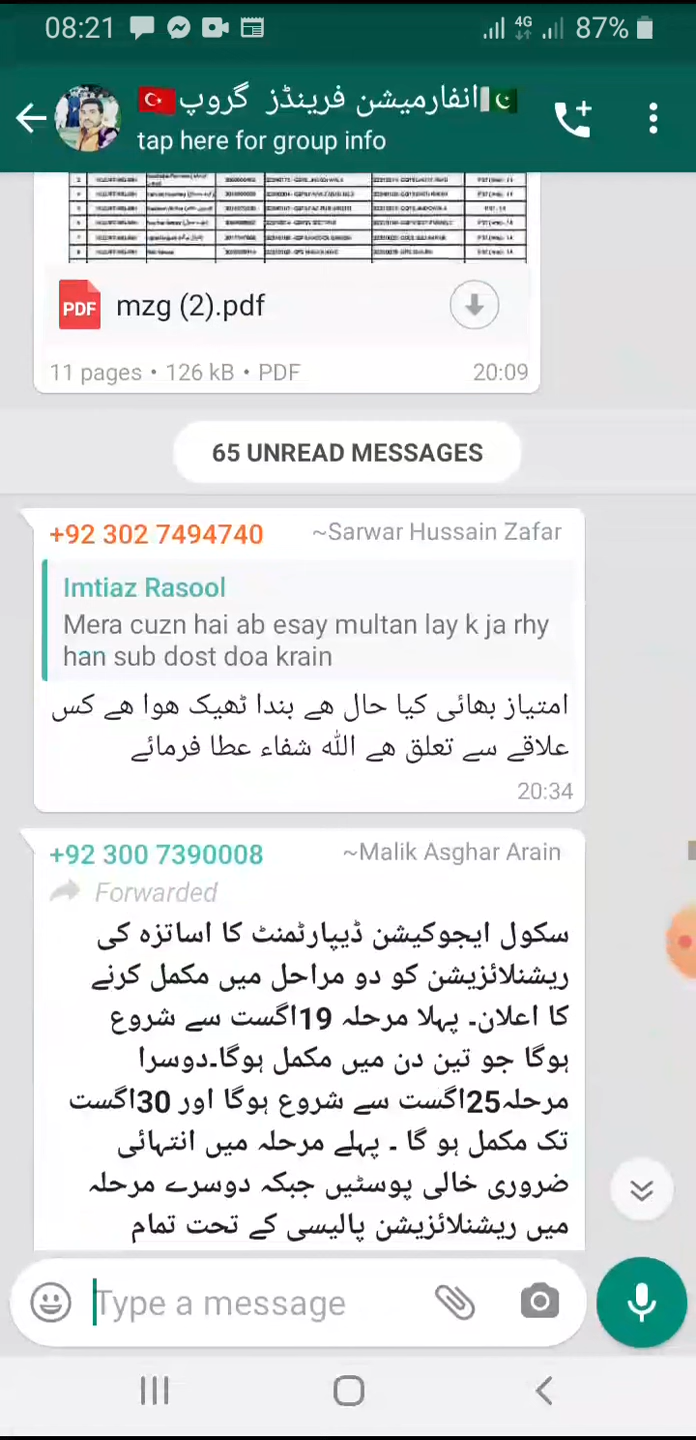 08:21
4G
87%
انفارمیشن فرینڈز گروپ
tap here for group info
PDF
mzg (2).pdf
11 pages • 126 kB • PDF
20:09
65 UNREAD MESSAGES
+92 302 7494740 ~Sarwar Hussain Zafar
Imtiaz Rasool
Mera cuzn hai ab esay multan lay k ja rhy
han sub dost doa krain
امتیاز بھائی کیا حال ھے بندا ٹھیک ھوا ھے کس
علاقے سے تعلق ھے اللہ شفاء عطا فرمائے
20:34
+92 300 7390008 ~Malik Asghar Arain
Forwarded
سکول ایجوکیشن ڈیپارٹمنٹ کا اساتزہ کی
ریشنلائزیشن کو دو مراحل میں مکمل کرنے
کا اعلان۔ پہلا مرحلہ 19اگست سے شروع
ہوگا جو تین دن میں مکمل ہوگا۔دوسرا
مرحلہ25اگست سے شروع ہوگا اور 30اگست
تک مکمل ہو گا ۔ پہلے مرحلہ میں انتہائی
ضروری خالی پوسٹیں جبکہ دوسرے مرحلہ
میں ریشنلائزیشن پالیسی کے تحت تمام
Type a message